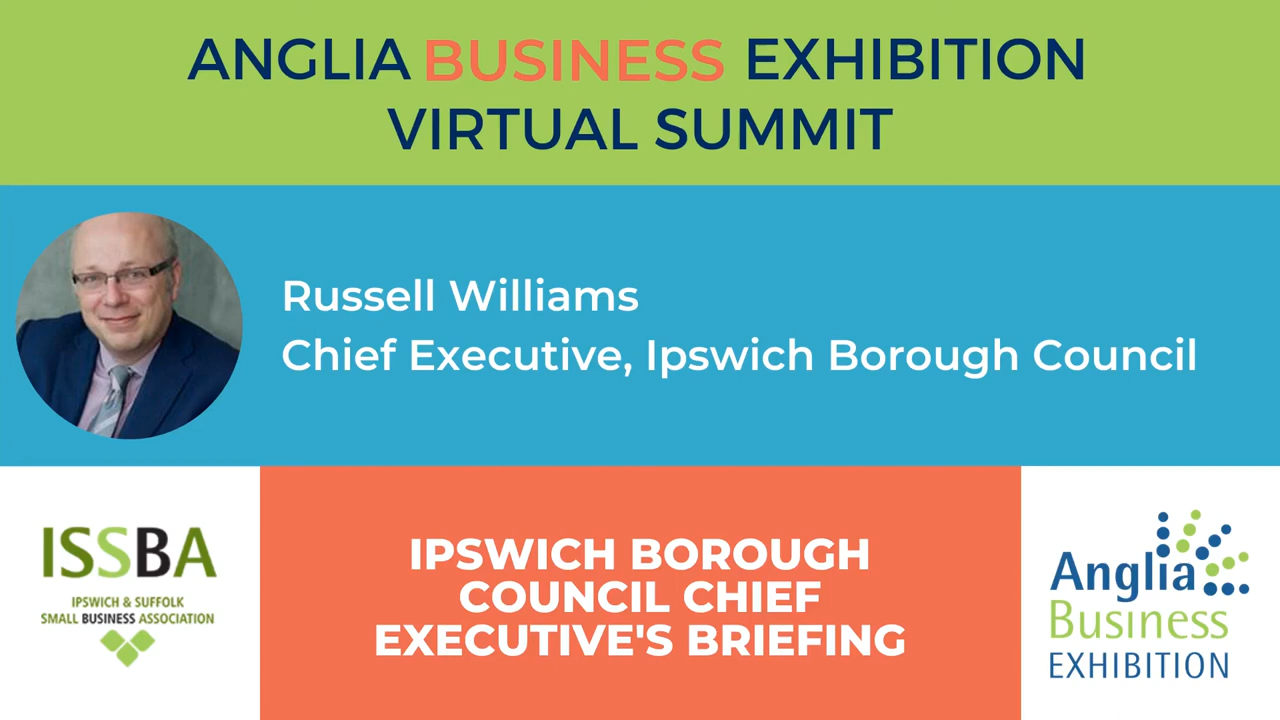 ANGLIA BUSINESS EXHIBITION
VIRTUAL SUMMIT
Russell Williams
Chief Executive, Ipswich Borough Council
ISSBA
IPSWICH & SUFFOLK
SMALL BUSINESS ASSOCIATION
IPSWICH BOROUGH
COUNCIL CHIEF
EXECUTIVE'S BRIEFING
Anglia
Business
EXHIBITION